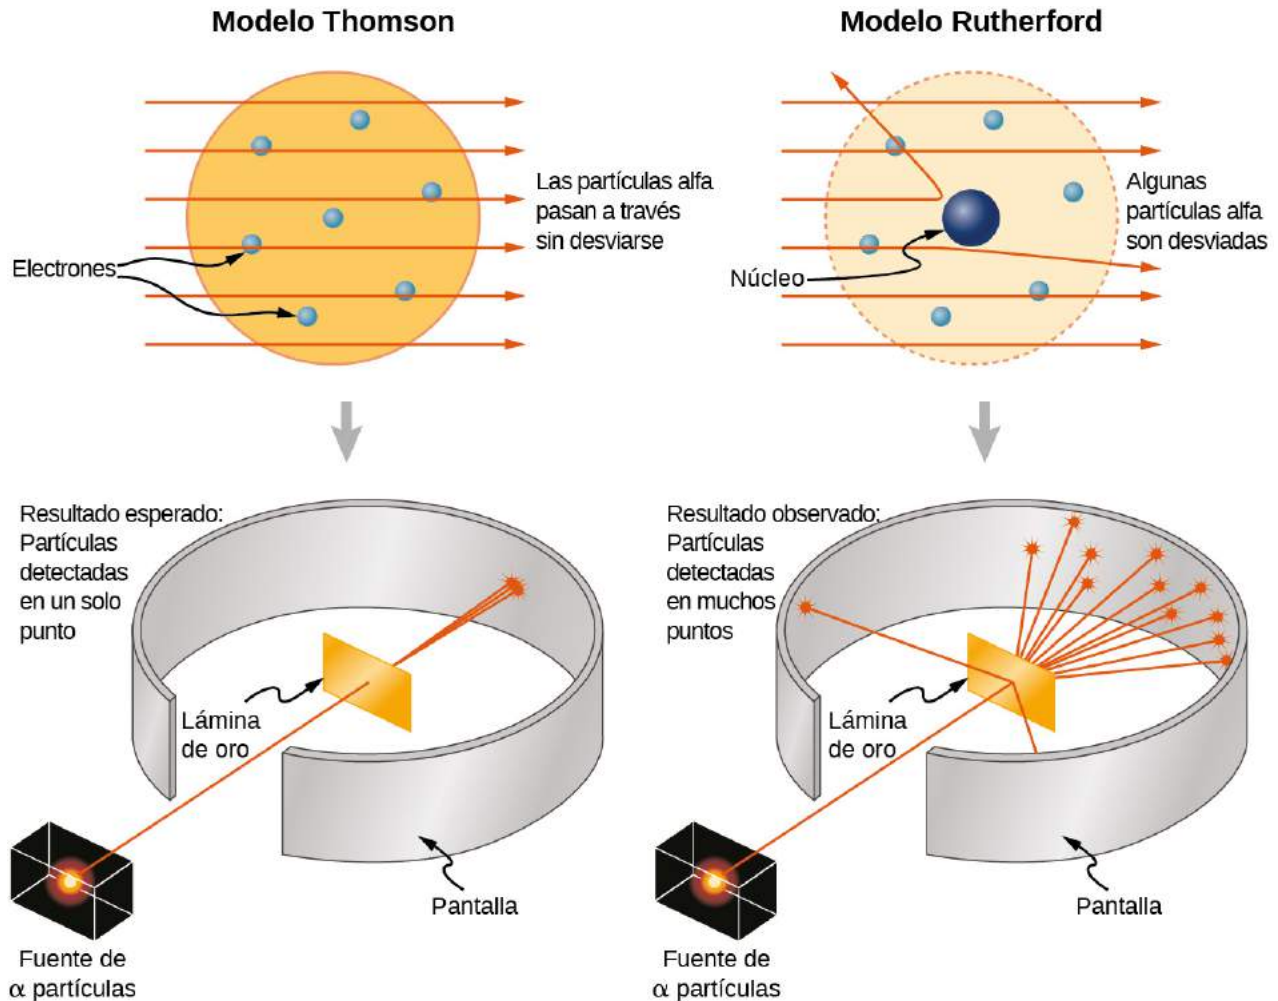 Modelo Thomson
Electrones
Las partículas alfa
pasan a través
sin desviarse
Modelo Rutherford
Núcleo
Algunas
partículas alfa
son desviadas
Resultado esperado:
Partículas
detectadas
en un solo
punto
Lámina
de oro
Pantalla
Fuente de
α partículas
Resultado observado:
Partículas
detectadas
en muchos
puntos
Lámina
de oro
Pantalla
Fuente de
α partículas